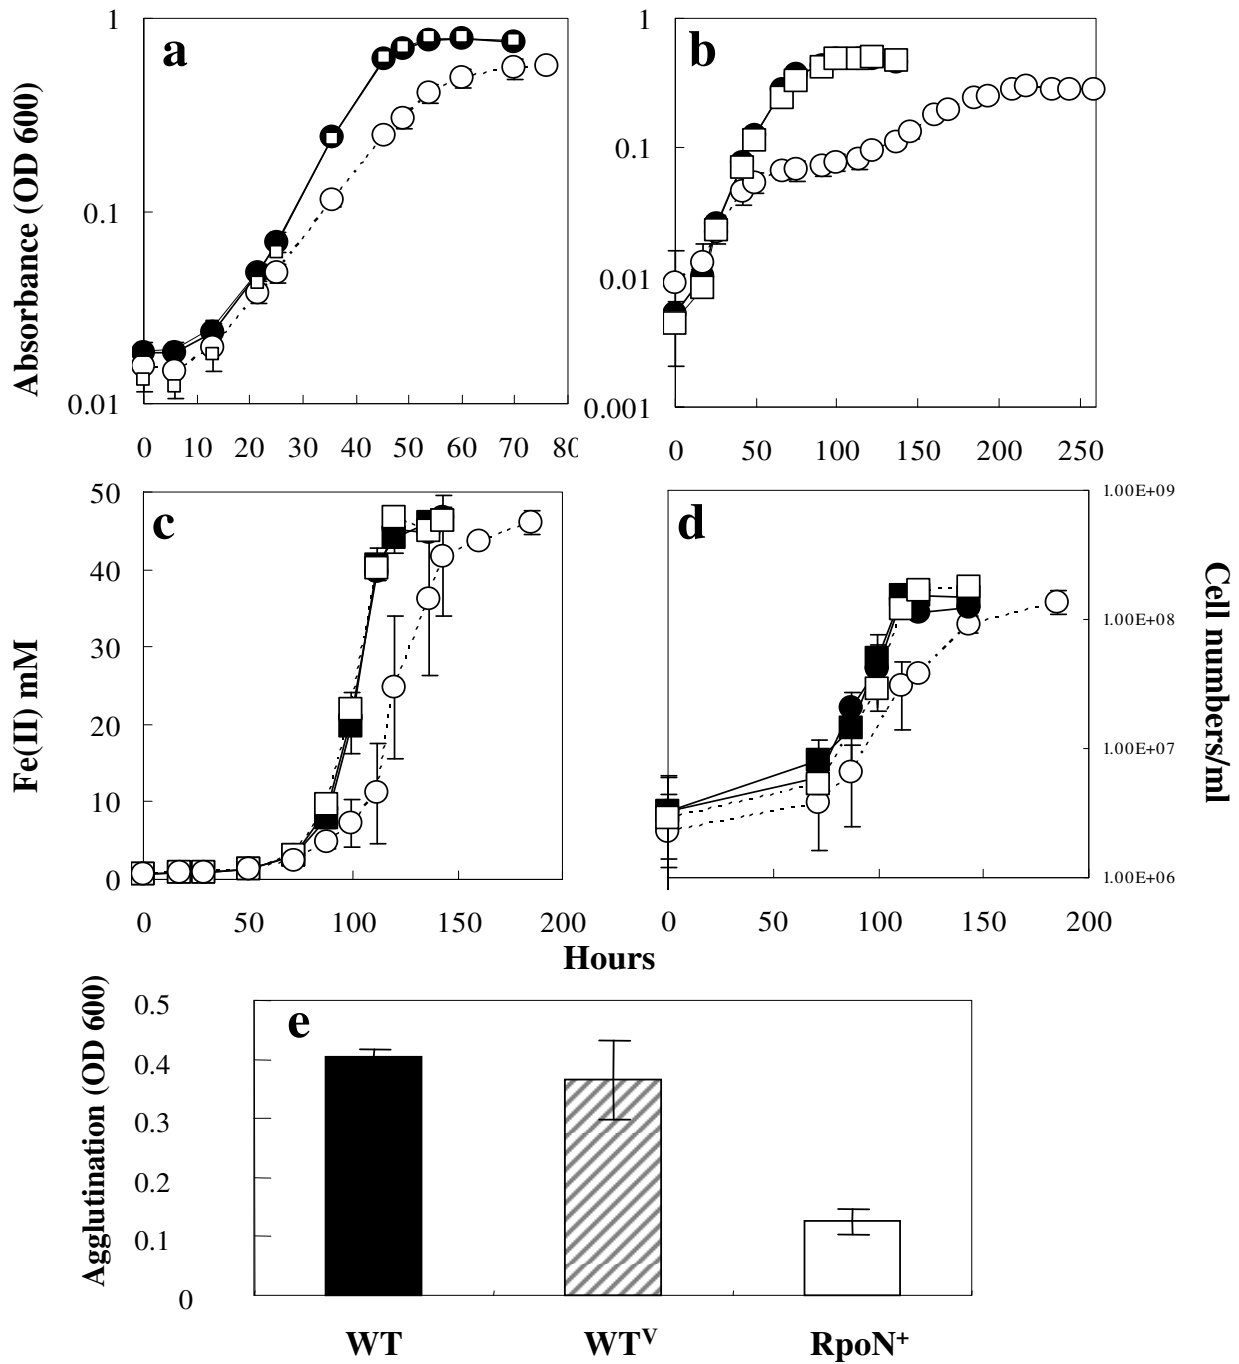 a
b
Absorbance (OD 600)
1
0.1
0.01
0 10 20 30 40 50 60 70 80
1
0.1
0.01
0.001
0 50 100 150 200 250
c
d
Fe(II) mM
50
40
30
20
10
0
0 50 100 150 200
1.00E+09
1.00E+08
1.00E+07
1.00E+06
Cell numbers/ml
0 50 100 150 200
Hours
e
Agglutination (OD 600)
0.5
0.4
0.3
0.2
0.1
0
WT WTV RpoN+